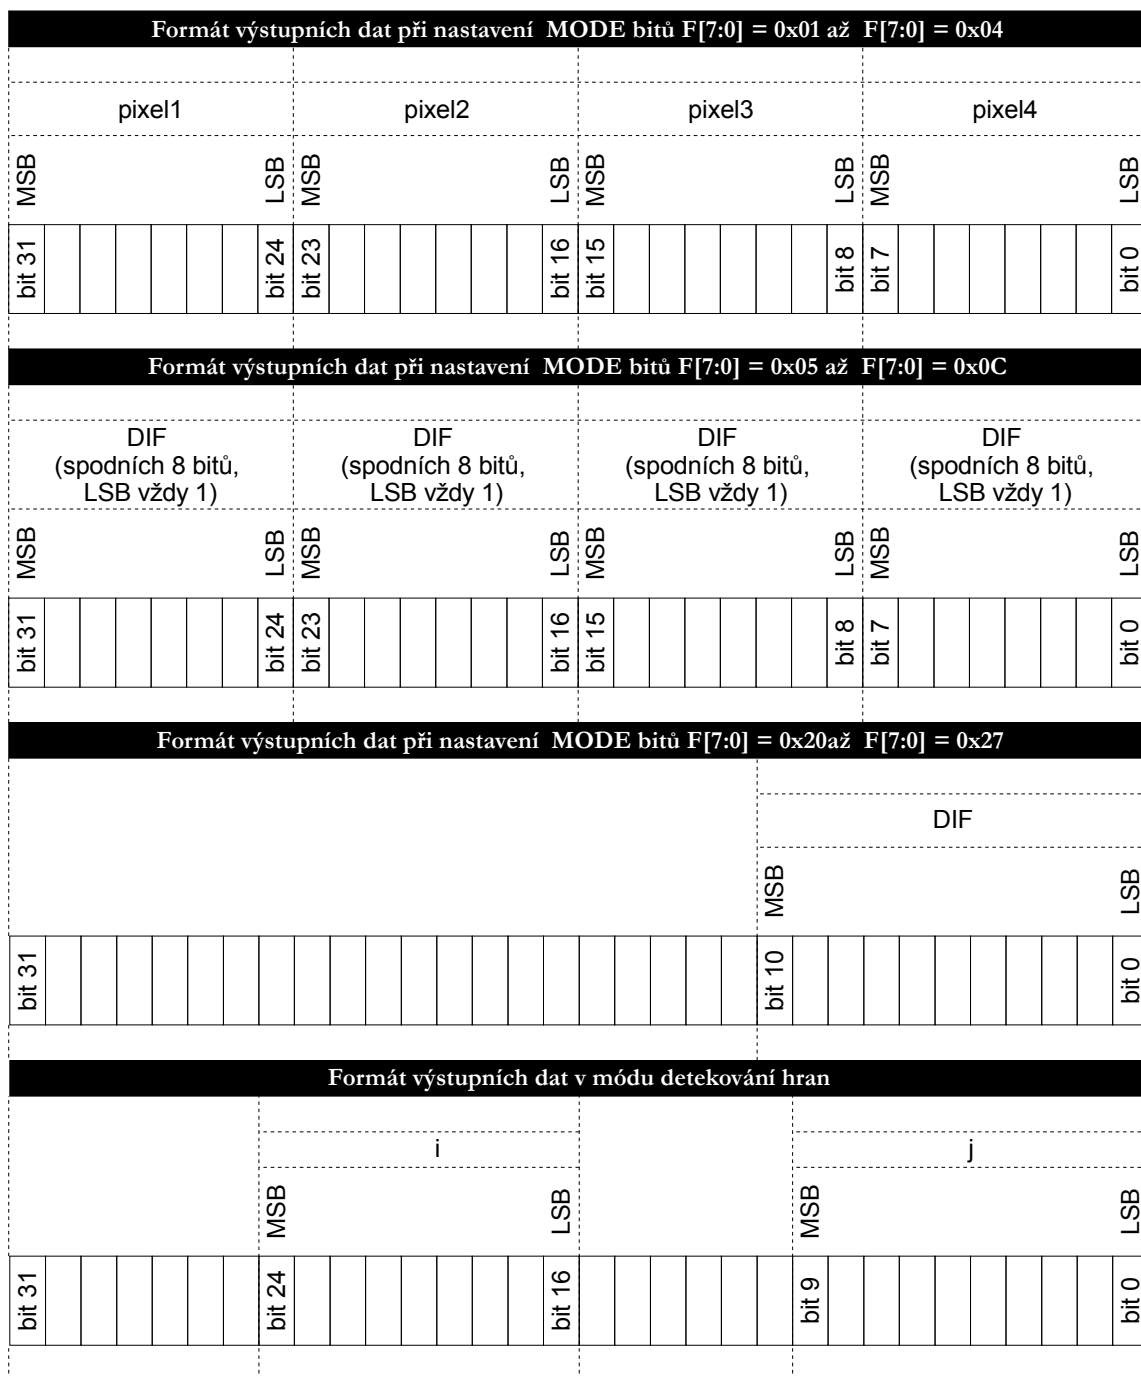 Formát výstupních dat při nastavení MODE bitů F[7:0] = 0x01 až F[7:0] = 0x04
pixel1 pixel2 pixel3 pixel4
MSB LSB MSB LSB MSB LSB MSB LSB
bit 31 bit 24 bit 23 bit 16 bit 15 bit 8 bit 7 bit 0
Formát výstupních dat při nastavení MODE bitů F[7:0] = 0x05 až F[7:0] = 0x0C
DIF DIF DIF DIF
(spodních 8 bitů, (spodních 8 bitů, (spodních 8 bitů, (spodních 8 bitů,
LSB vždy 1) LSB vždy 1) LSB vždy 1) LSB vždy 1)
MSB LSB MSB LSB MSB LSB MSB LSB
bit 31 bit 24 bit 23 bit 16 bit 15 bit 8 bit 7 bit 0
Formát výstupních dat při nastavení MODE bitů F[7:0] = 0x20až F[7:0] = 0x27
DIF
MSB LSB
bit 31 bit 10 bit 0
Formát výstupních dat v módu detekování hran
i j
MSB LSB MSB LSB
bit 31 bit 24 bit 16 bit 9 bit 0